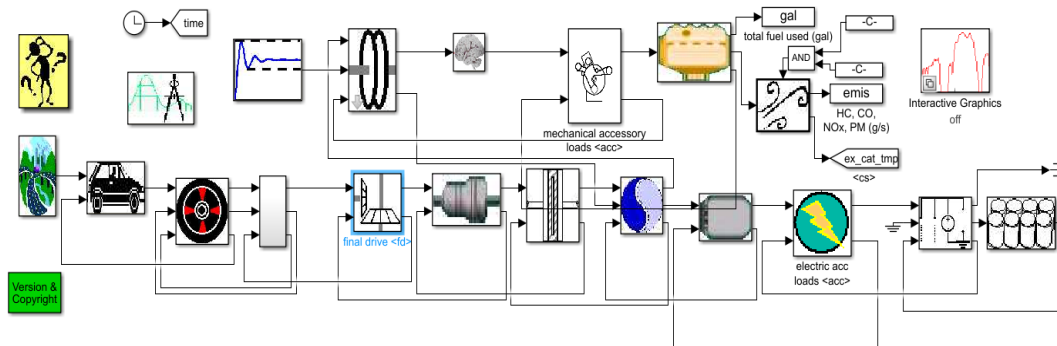 time
gal
total fuel used (gal)
-C-
AND
-C-
emis
HC, CO,
NOx, PM (g/s)
Interactive Graphics
off
mechanical accessory
loads <acc>
ex_cat_tmp
<cs>
final drive <fd>
electric acc
loads <acc>
Version &
Copyright